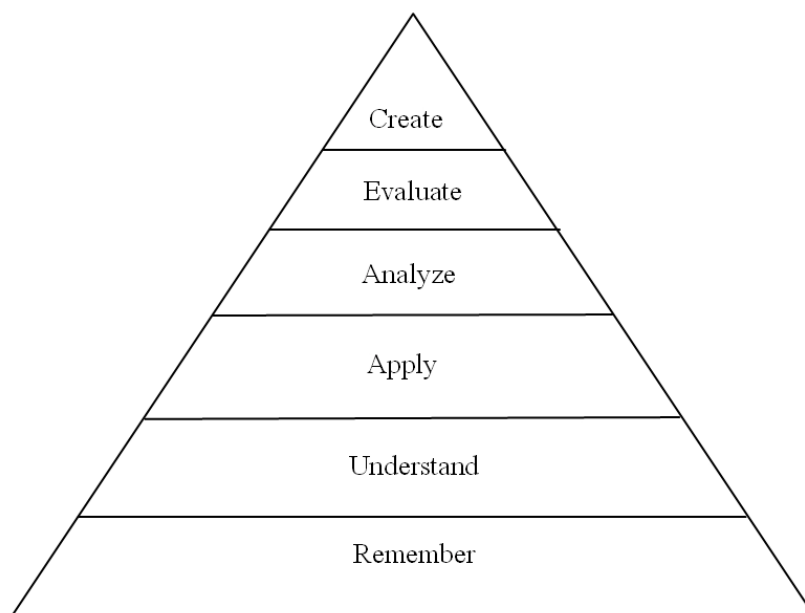 Create
Evaluate
Analyze
Apply
Understand
Remember